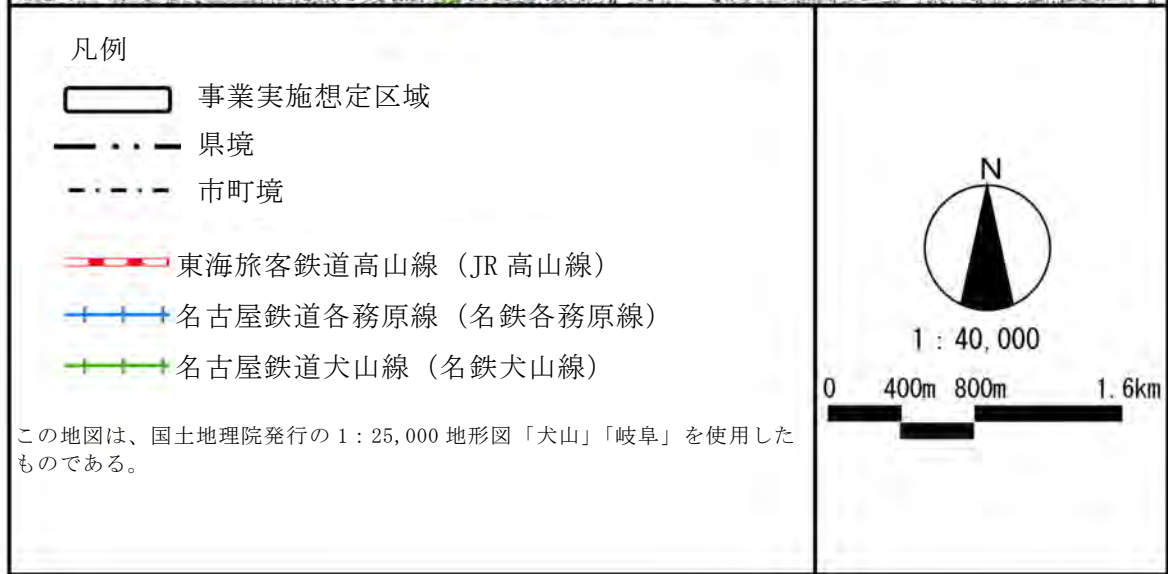 凡例
事業実施想定区域
県境
市町境
東海旅客鉄道高山線（JR 高山線）
名古屋鉄道各務原線（名鉄各務原線）
名古屋鉄道犬山線（名鉄犬山線）
この地図は、国土地理院発行の 1：25,000 地形図「犬山」「岐阜」を使用した
ものである。
N
1：40,000
0 400m 800m 1.6km